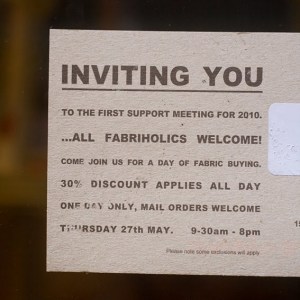 INVITING YOU
TO THE FIRST SUPPORT MEETING FOR 2010.
...ALL FABRIHOLICS WELCOME!
COME JOIN US FOR A DAY OF FABRIC BUYING.
30% DISCOUNT APPLIES ALL DAY
ONE DAY ONLY, MAIL ORDERS WELCOME
THURSDAY 27th MAY. 9-30am - 8pm
Please note some exclusions will apply